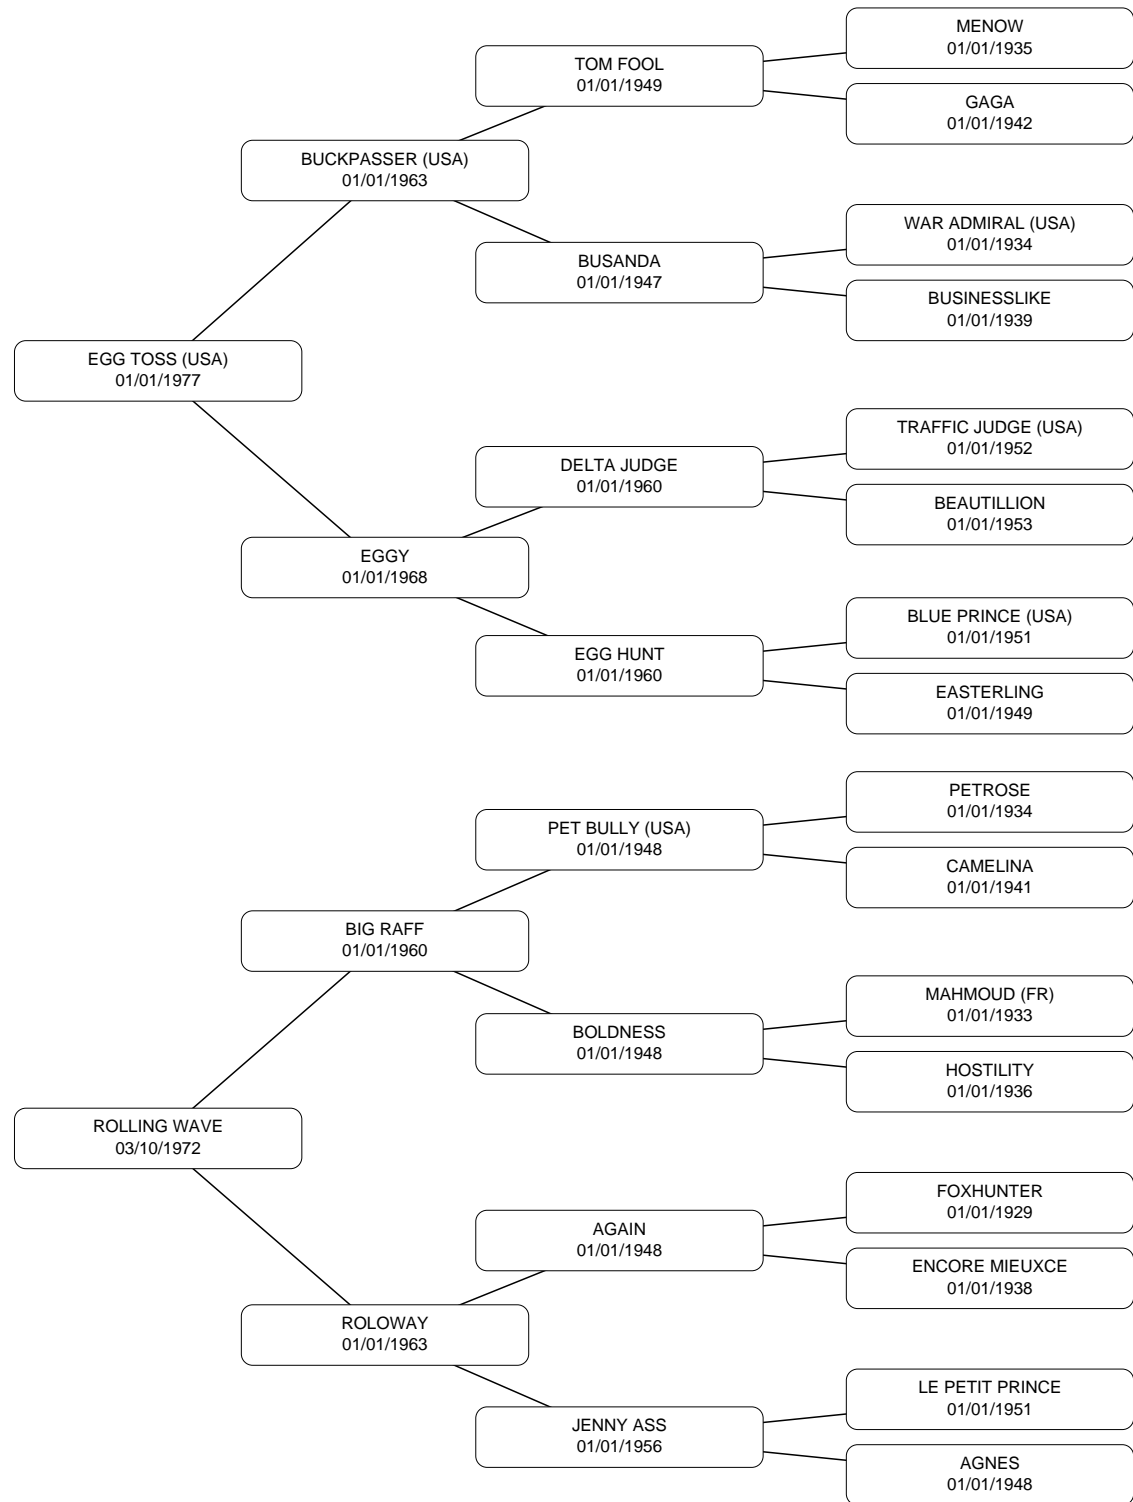 MENOW
01/01/1935
TOM FOOL
01/01/1949
GAGA
01/01/1942
BUCKPASSER (USA)
01/01/1963
WAR ADMIRAL (USA)
01/01/1934
BUSANDA
01/01/1947
BUSINESSLIKE
01/01/1939
EGG TOSS (USA)
01/01/1977
TRAFFIC JUDGE (USA)
01/01/1952
DELTA JUDGE
01/01/1960
BEAUTILLION
01/01/1953
EGGY
01/01/1968
BLUE PRINCE (USA)
01/01/1951
EGG HUNT
01/01/1960
EASTERLING
01/01/1949
PETROSE
01/01/1934
PET BULLY (USA)
01/01/1948
CAMELINA
01/01/1941
BIG RAFF
01/01/1960
MAHMOUD (FR)
01/01/1933
BOLDNESS
01/01/1948
HOSTILITY
01/01/1936
ROLLING WAVE
03/10/1972
FOXHUNTER
01/01/1929
AGAIN
01/01/1948
ENCORE MIEUXCE
01/01/1938
ROLOWAY
01/01/1963
LE PETIT PRINCE
01/01/1951
JENNY ASS
01/01/1956
AGNES
01/01/1948